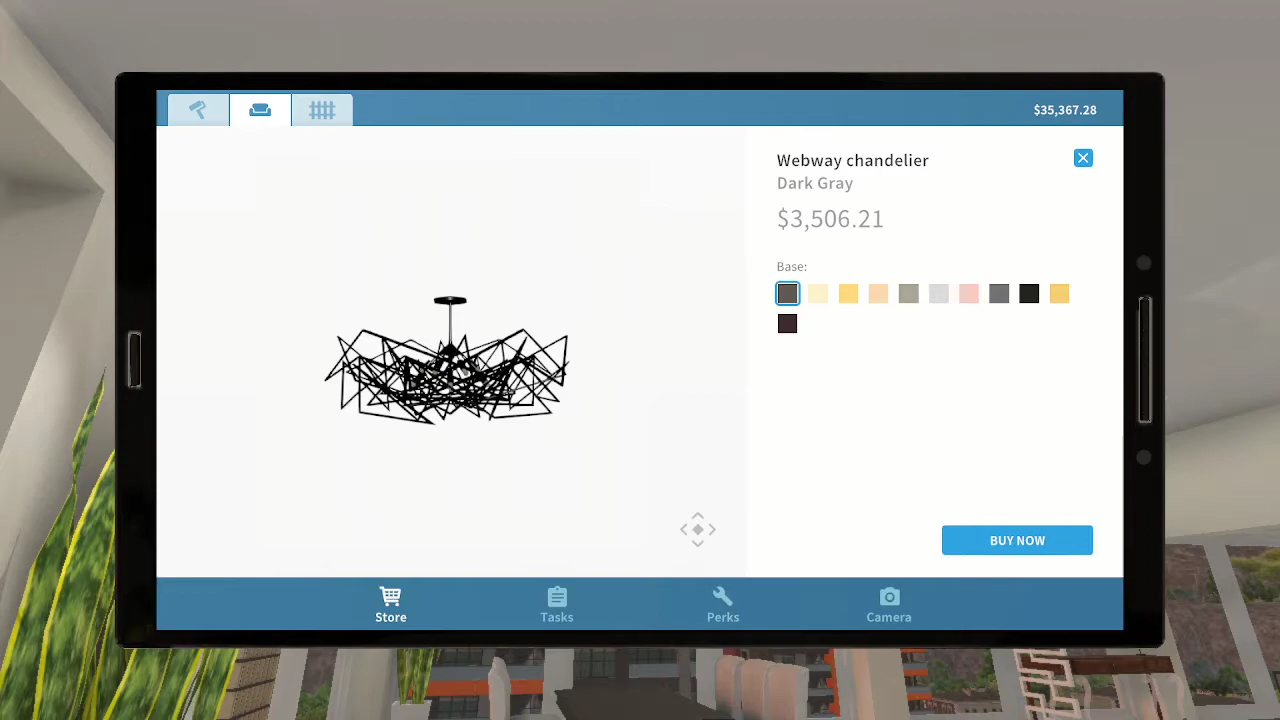 $35,367.28
Webway chandelier
Dark Gray
$3,506.21
Base:
BUY NOW
Store
Tasks
Perks
Camera